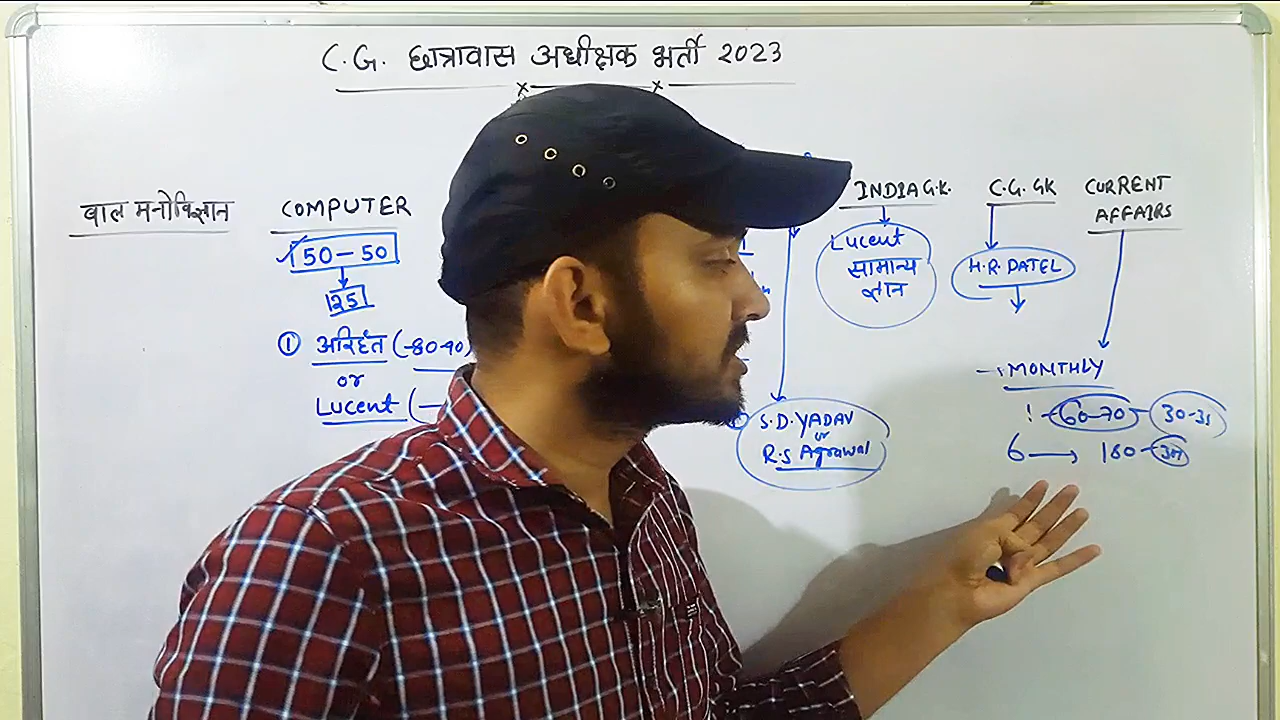 C.G. छात्रावास अधीक्षक भर्ती 2023
बाल मनोविज्ञान
COMPUTER
50-50
25
① अरिहंत (-80-90)
or
Lucent (-
S.D. YADAV
or
R.S Agrawal
INDIA G.K.
Lucent
सामान्य
ज्ञान
C.G. GK
H.R. PATEL
CURRENT
AFFAIRS
MONTHLY
60-70 - 30-35
6 → 180